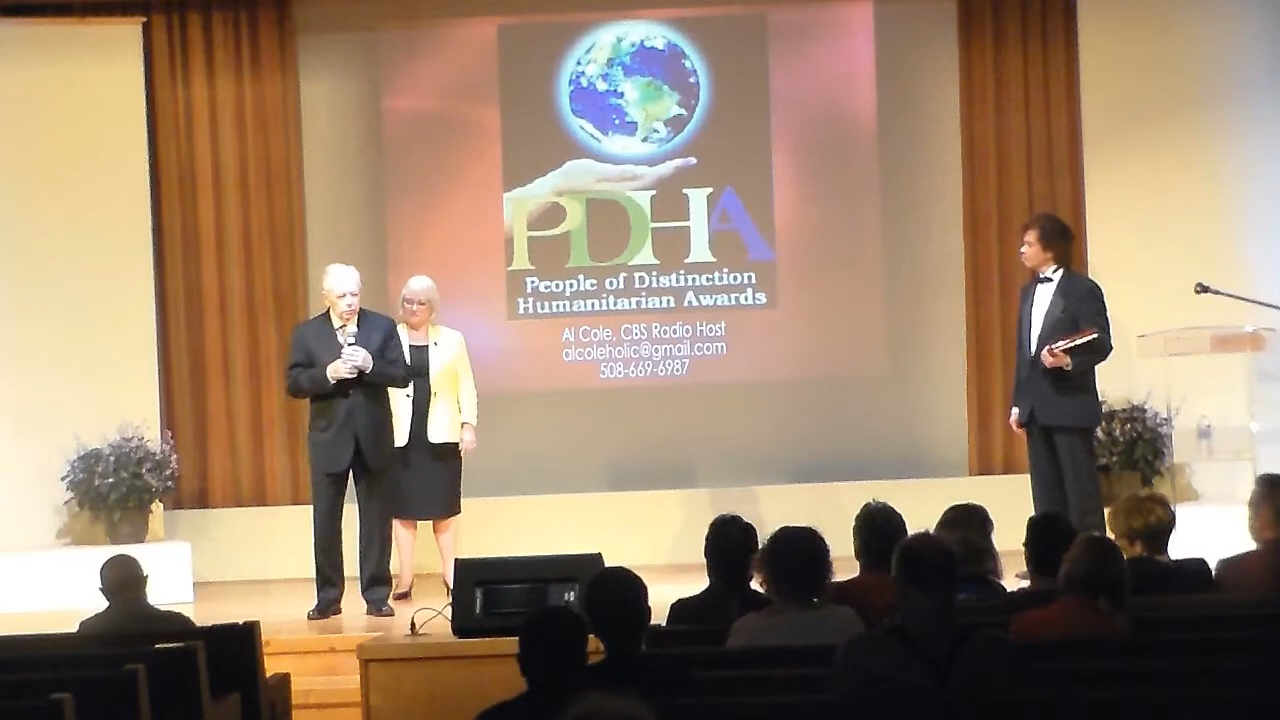 PDHA
People of Distinction
Humanitarian Awards
Al Cole, CBS Radio Host
alcoleholic@gmail.com
508-669-6987